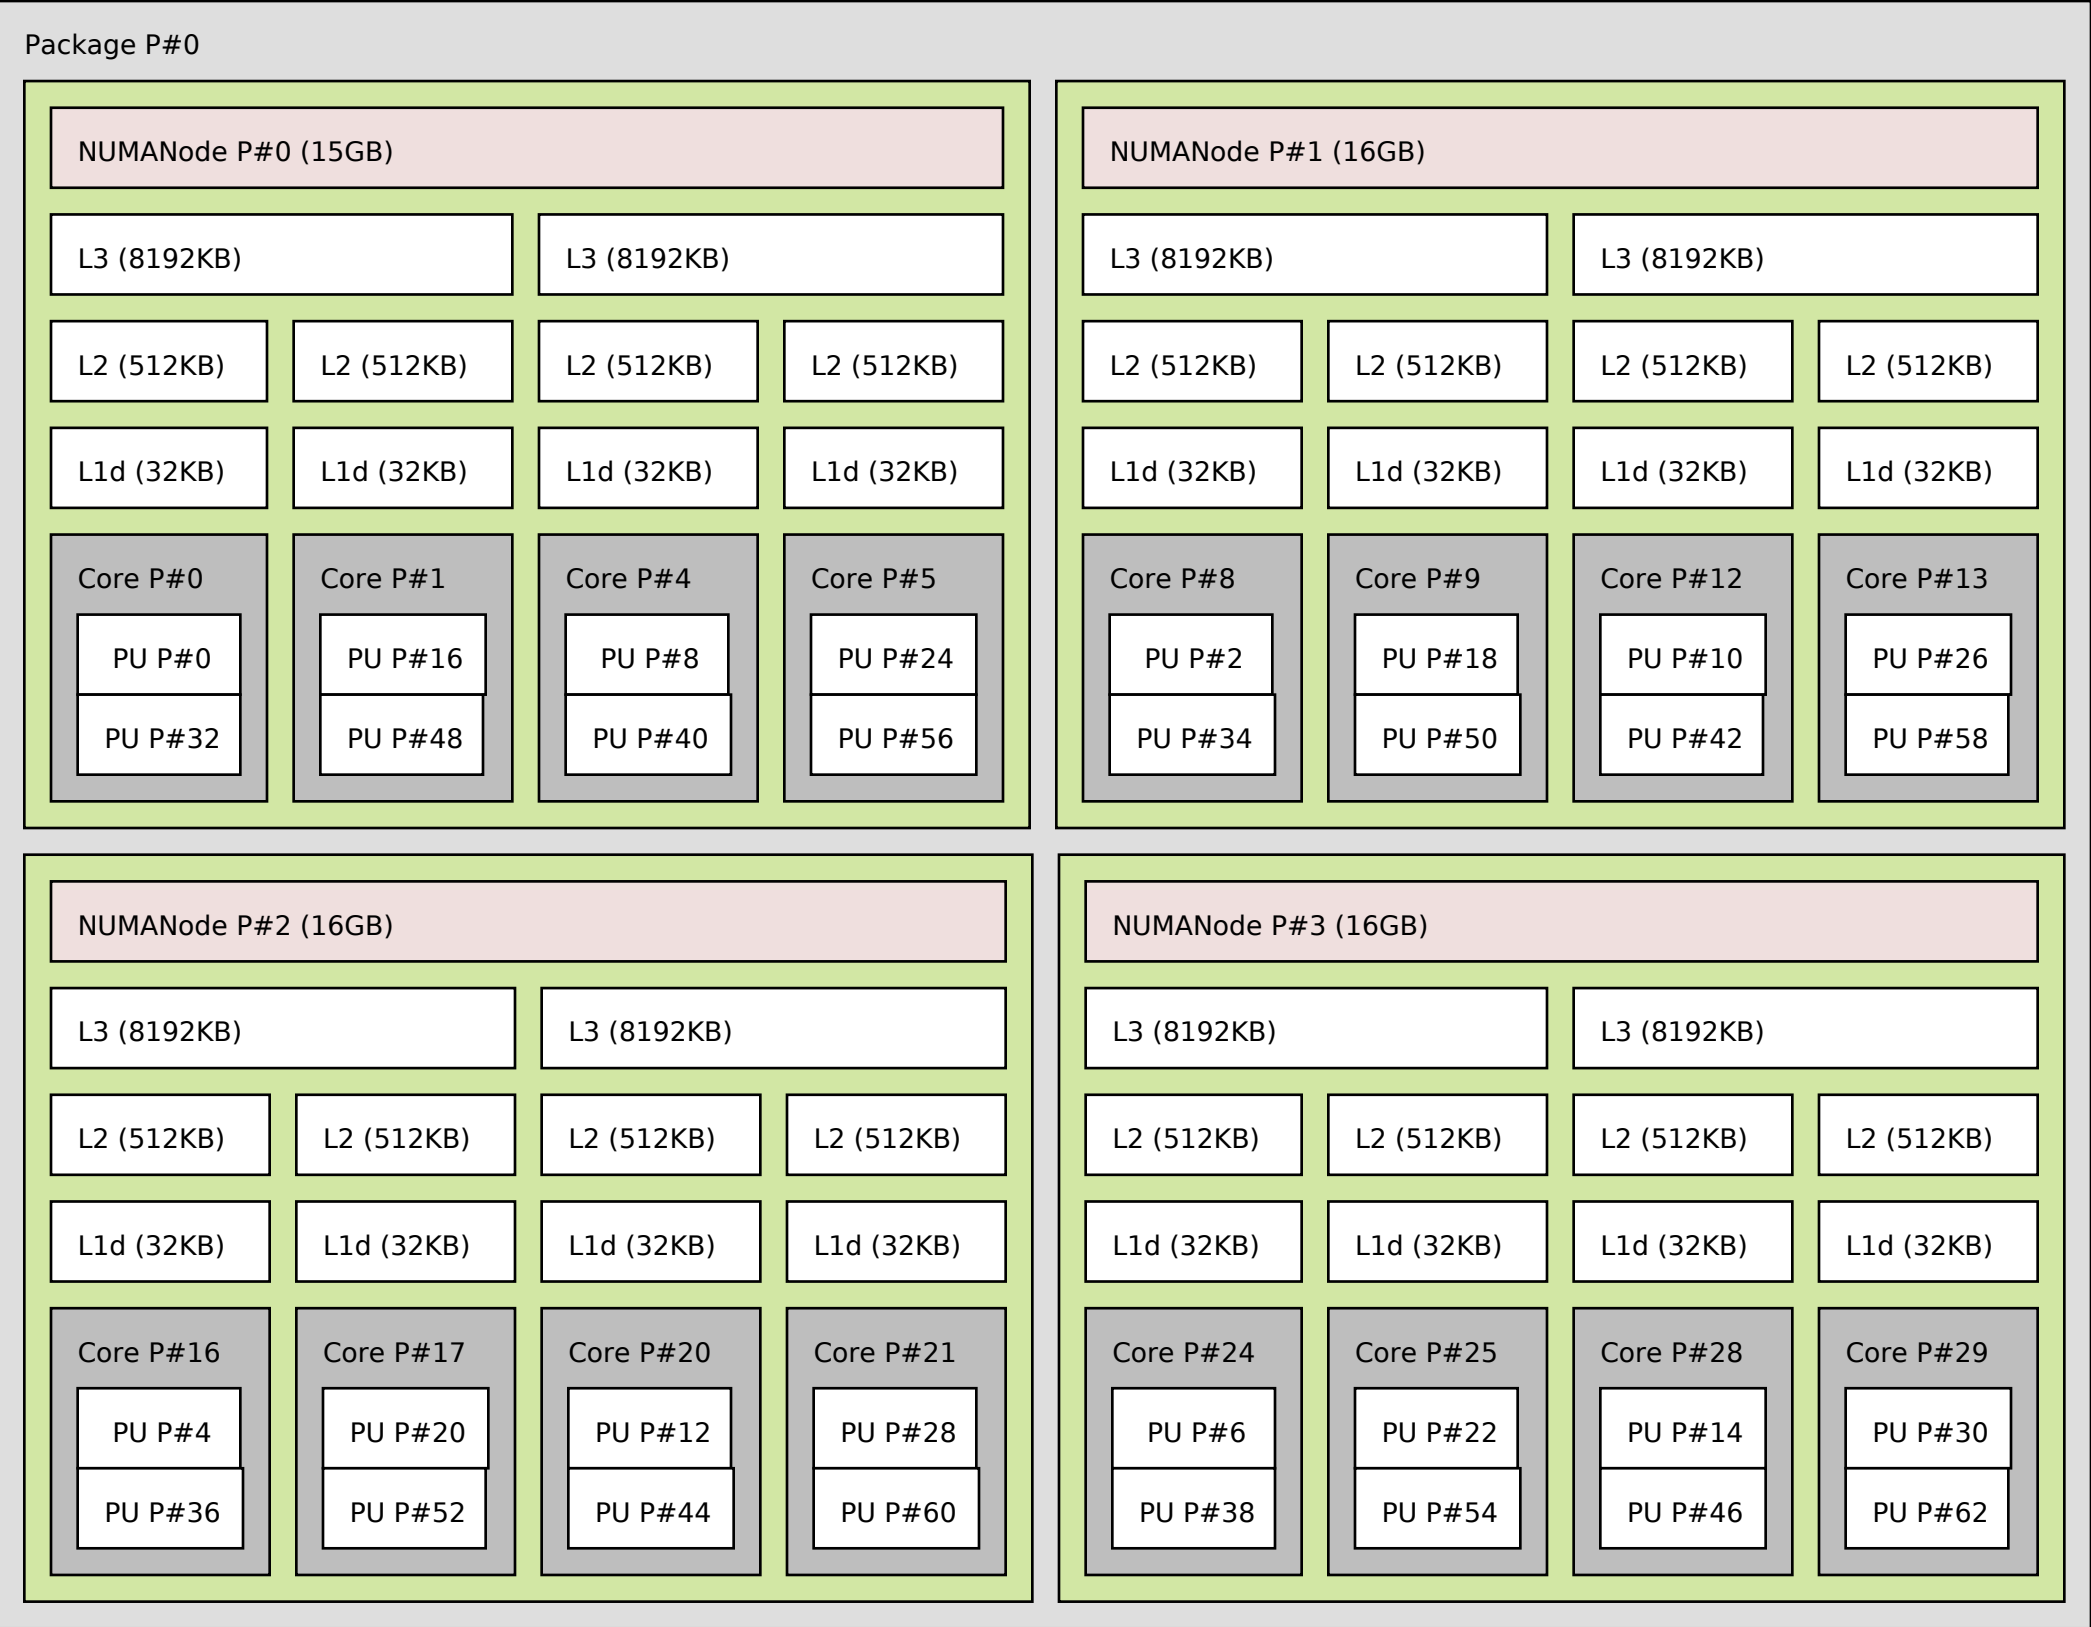 Package P#0
NUMANode P#0 (15GB)
L3 (8192KB) L3 (8192KB)
L2 (512KB) L2 (512KB) L2 (512KB) L2 (512KB)
L1d (32KB) L1d (32KB) L1d (32KB) L1d (32KB)
Core P#0 Core P#1 Core P#4 Core P#5
PU P#0 PU P#16 PU P#8 PU P#24
PU P#32 PU P#48 PU P#40 PU P#56
NUMANode P#1 (16GB)
L3 (8192KB) L3 (8192KB)
L2 (512KB) L2 (512KB) L2 (512KB) L2 (512KB)
L1d (32KB) L1d (32KB) L1d (32KB) L1d (32KB)
Core P#8 Core P#9 Core P#12 Core P#13
PU P#2 PU P#18 PU P#10 PU P#26
PU P#34 PU P#50 PU P#42 PU P#58
NUMANode P#2 (16GB)
L3 (8192KB) L3 (8192KB)
L2 (512KB) L2 (512KB) L2 (512KB) L2 (512KB)
L1d (32KB) L1d (32KB) L1d (32KB) L1d (32KB)
Core P#16 Core P#17 Core P#20 Core P#21
PU P#4 PU P#20 PU P#12 PU P#28
PU P#36 PU P#52 PU P#44 PU P#60
NUMANode P#3 (16GB)
L3 (8192KB) L3 (8192KB)
L2 (512KB) L2 (512KB) L2 (512KB) L2 (512KB)
L1d (32KB) L1d (32KB) L1d (32KB) L1d (32KB)
Core P#24 Core P#25 Core P#28 Core P#29
PU P#6 PU P#22 PU P#14 PU P#30
PU P#38 PU P#54 PU P#46 PU P#62